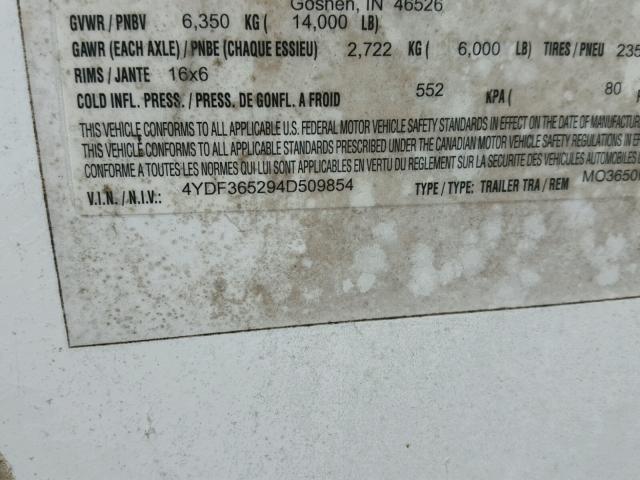 Goshen, IN 46526
GVWR / PNBV 6,350 KG ( 14,000 LB)
GAWR (EACH AXLE) / PNBE (CHAQUE ESSIEU) 2,722 KG ( 6,000 LB) TIRES / PNEU 235
RIMS / JANTE 16x6
COLD INFL. PRESS. / PRESS. DE GONFL. A FROID 552 KPA ( 80
THIS VEHICLE CONFORMS TO ALL APPLICABLE U.S. FEDERAL MOTOR VEHICLE SAFETY STANDARDS IN EFFECT ON THE DATE OF MANUFACTUR
THIS VEHICLE CONFORMS TO ALL APPLICABLE STANDARDS PRESCRIBED UNDER THE CANADIAN MOTOR VEHICLE SAFETY REGULATIONS IN E
CONFORME A TOUTES LES NORMES QUI LUI SONT APPLICABLES EN VERTU DU REGLEMENT SUR LA SECURITE DES VEHICULES AUTOMOBILES
V.I.N. / N.I.V.: 4YDF365294D509854 TYPE / TYPE: TRAILER TRA / REM MO3650